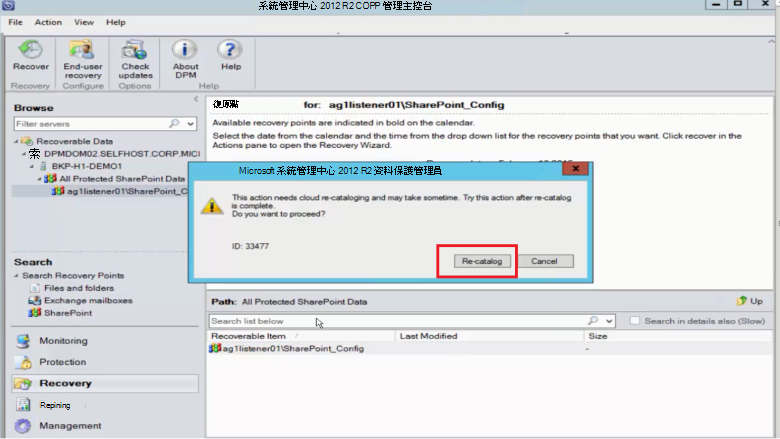 系統管理中心 2012 R2 COPP 管理主控台
File Action View Help
Recover
End-user recovery
Check updates
About DPM
Help
Recovery Configure Options Help
Browse
Filter servers
Recoverable Data
索 DPMDOM02.SELFHOST.CORP.MICI
BKP-H1-DEMO1
All Protected SharePoint Data
ag1listener01\SharePoint_C
Search
Search Recovery Points
Files and folders
Exchange mailboxes
SharePoint
Monitoring
Protection
Recovery
Repining
Management
復原點 for: ag1listener01\SharePoint_Config
Available recovery points are indicated in bold on the calendar.
Select the date from the calendar and the time from the drop down list for the recovery points that you want. Click recover in the
Actions pane to open the Recovery Wizard.
Microsoft 系統管理中心 2012 R2 資料保護管理員
This action needs cloud re-cataloging and may take sometime. Try this action after re-catalog
is complete.
Do you want to proceed?
ID: 33477
Re-catalog Cancel
Path: All Protected SharePoint Data Up
Search list below Search in details also (Slow)
Recoverable Item Last Modified Size
ag1listener01\SharePoint_Config -